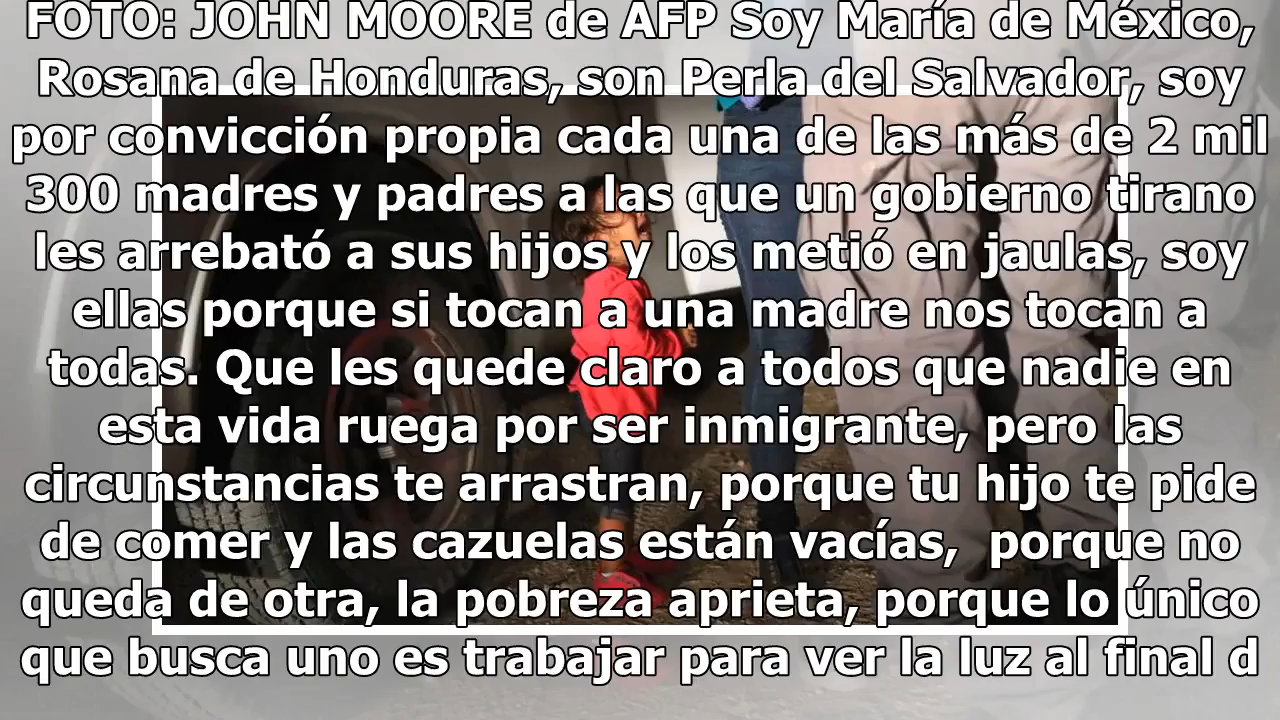 FOTO: JOHN MOORE de AFP Soy María de México,
Rosana de Honduras, son Perla del Salvador, soy
por convicción propia cada una de las más de 2 mil
300 madres y padres a las que un gobierno tirano
les arrebató a sus hijos y los metió en jaulas, soy
ellas porque si tocan a una madre nos tocan a
todas. Que les quede claro a todos que nadie en
esta vida ruega por ser inmigrante, pero las
circunstancias te arrastran, porque tu hijo te pide
de comer y las cazuelas están vacías,  porque no
queda de otra, la pobreza aprieta, porque lo único
que busca uno es trabajar para ver la luz al final d